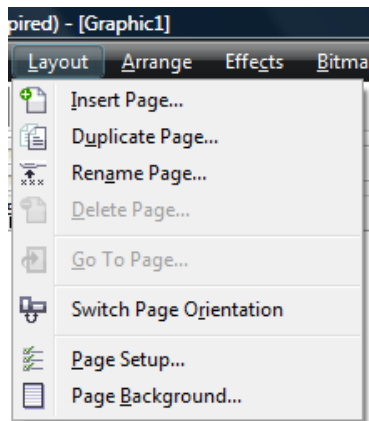 pired) - [Graphic1]
Layout Arrange Effects Bitma
Insert Page...
Duplicate Page...
Rename Page...
Delete Page...
Go To Page...
Switch Page Orientation
Page Setup...
Page Background...